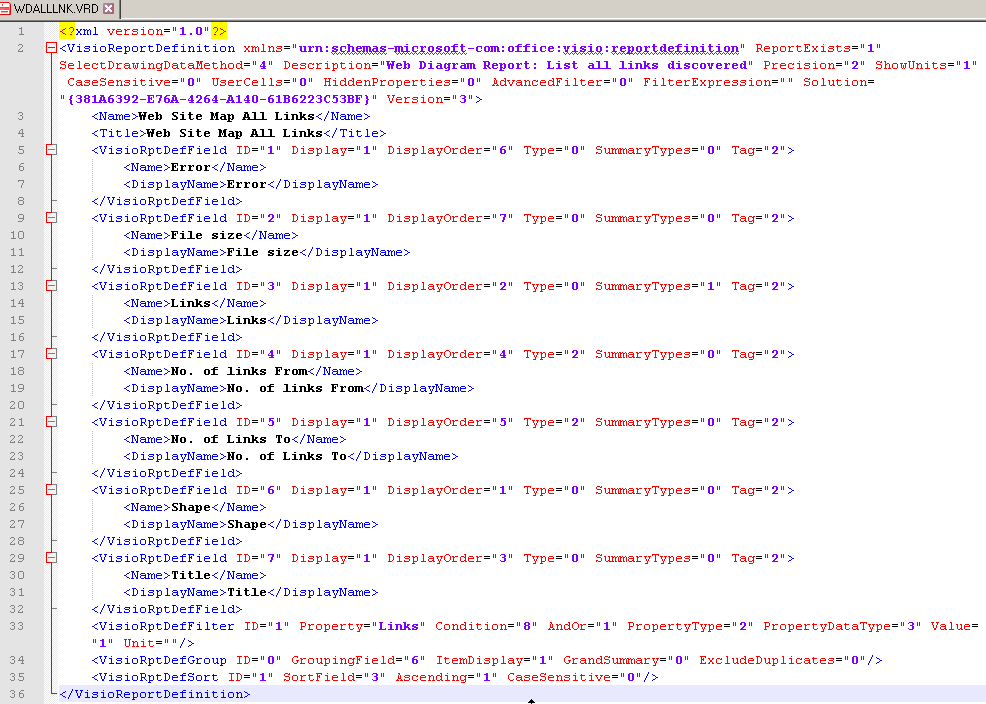 WDALLLNK.VRD
1 <?xml version="1.0"?>
2 <VisioReportDefinition xmlns="urn:schemas-microsoft-com:office:visio:reportdefinition" ReportExists="1"
SelectDrawingDataMethod="4" Description="Web Diagram Report: List all links discovered" Precision="2" ShowUnits="1"
CaseSensitive="0" UserCells="0" HiddenProperties="0" AdvancedFilter="0" FilterExpression="" Solution=
"{381A6392-E76A-4264-A140-61B6223C53BF}" Version="3">
3 <Name>Web Site Map All Links</Name>
4 <Title>Web Site Map All Links</Title>
5 <VisioRptDefField ID="1" Display="1" DisplayOrder="6" Type="0" SummaryTypes="0" Tag="2">
6 <Name>Error</Name>
7 <DisplayName>Error</DisplayName>
8 </VisioRptDefField>
9 <VisioRptDefField ID="2" Display="1" DisplayOrder="7" Type="0" SummaryTypes="0" Tag="2">
10 <Name>File size</Name>
11 <DisplayName>File size</DisplayName>
12 </VisioRptDefField>
13 <VisioRptDefField ID="3" Display="1" DisplayOrder="2" Type="0" SummaryTypes="1" Tag="2">
14 <Name>Links</Name>
15 <DisplayName>Links</DisplayName>
16 </VisioRptDefField>
17 <VisioRptDefField ID="4" Display="1" DisplayOrder="4" Type="2" SummaryTypes="0" Tag="2">
18 <Name>No. of links From</Name>
19 <DisplayName>No. of links From</DisplayName>
20 </VisioRptDefField>
21 <VisioRptDefField ID="5" Display="1" DisplayOrder="5" Type="2" SummaryTypes="0" Tag="2">
22 <Name>No. of Links To</Name>
23 <DisplayName>No. of Links To</DisplayName>
24 </VisioRptDefField>
25 <VisioRptDefField ID="6" Display="1" DisplayOrder="1" Type="0" SummaryTypes="0" Tag="2">
26 <Name>Shape</Name>
27 <DisplayName>Shape</DisplayName>
28 </VisioRptDefField>
29 <VisioRptDefField ID="7" Display="1" DisplayOrder="3" Type="0" SummaryTypes="0" Tag="2">
30 <Name>Title</Name>
31 <DisplayName>Title</DisplayName>
32 </VisioRptDefField>
33 <VisioRptDefFilter ID="1" Property="Links" Condition="8" AndOr="1" PropertyType="2" PropertyDataType="3" Value=
"1" Unit=""/>
34 <VisioRptDefGroup ID="0" GroupingField="6" ItemDisplay="1" GrandSummary="0" ExcludeDuplicates="0"/>
35 <VisioRptDefSort ID="1" SortField="3" Ascending="1" CaseSensitive="0"/>
36 </VisioReportDefinition>